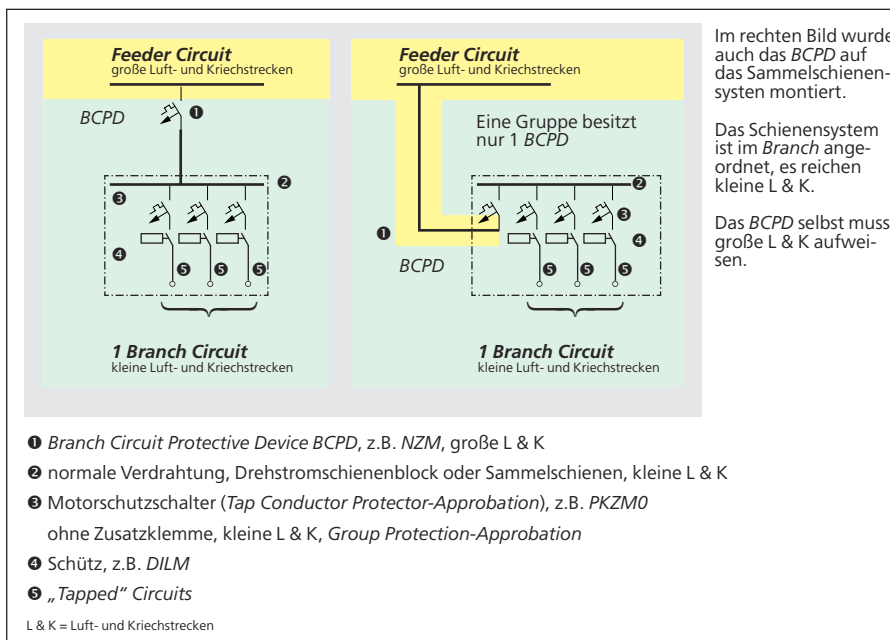 Feeder Circuit
große Luft- und Kriechstrecken
BCPD
❶
❷
❸
❹
❺ ❺ ❺
1 Branch Circuit
kleine Luft- und Kriechstrecken
Feeder Circuit
große Luft- und Kriechstrecken
Eine Gruppe besitzt
nur 1 BCPD
❷
❸
❶
❹
BCPD
❺ ❺ ❺
1 Branch Circuit
kleine Luft- und Kriechstrecken
Im rechten Bild wurde
auch das BCPD auf
das Sammelschienen-
systen montiert.
Das Schienensystem
ist im Branch ange-
ordnet, es reichen
kleine L & K.
Das BCPD selbst muss
große L & K aufwei-
sen.
❶ Branch Circuit Protective Device BCPD, z.B. NZM, große L & K
❷ normale Verdrahtung, Drehstromschienenblock oder Sammelschienen, kleine L & K
❸ Motorschutzschalter (Tap Conductor Protector-Approbation), z.B. PKZM0
ohne Zusatzklemme, kleine L & K, Group Protection-Approbation
❹ Schütz, z.B. DILM
❺ „Tapped“ Circuits
L & K = Luft- und Kriechstrecken